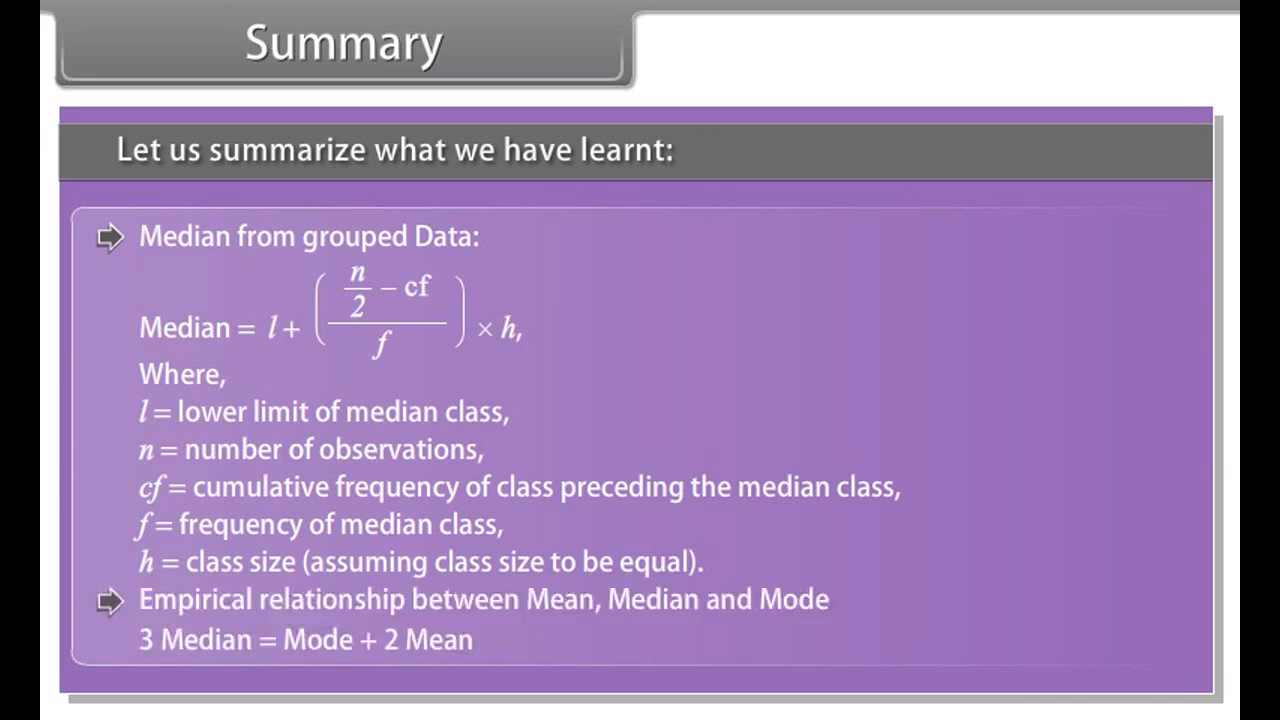 Summary
Let us summarize what we have learnt:
Median from grouped Data:
Median = l + ( (n/2 − cf) / f ) × h,
Where,
l = lower limit of median class,
n = number of observations,
cf = cumulative frequency of class preceding the median class,
f = frequency of median class,
h = class size (assuming class size to be equal).
Empirical relationship between Mean, Median and Mode
3 Median = Mode + 2 Mean